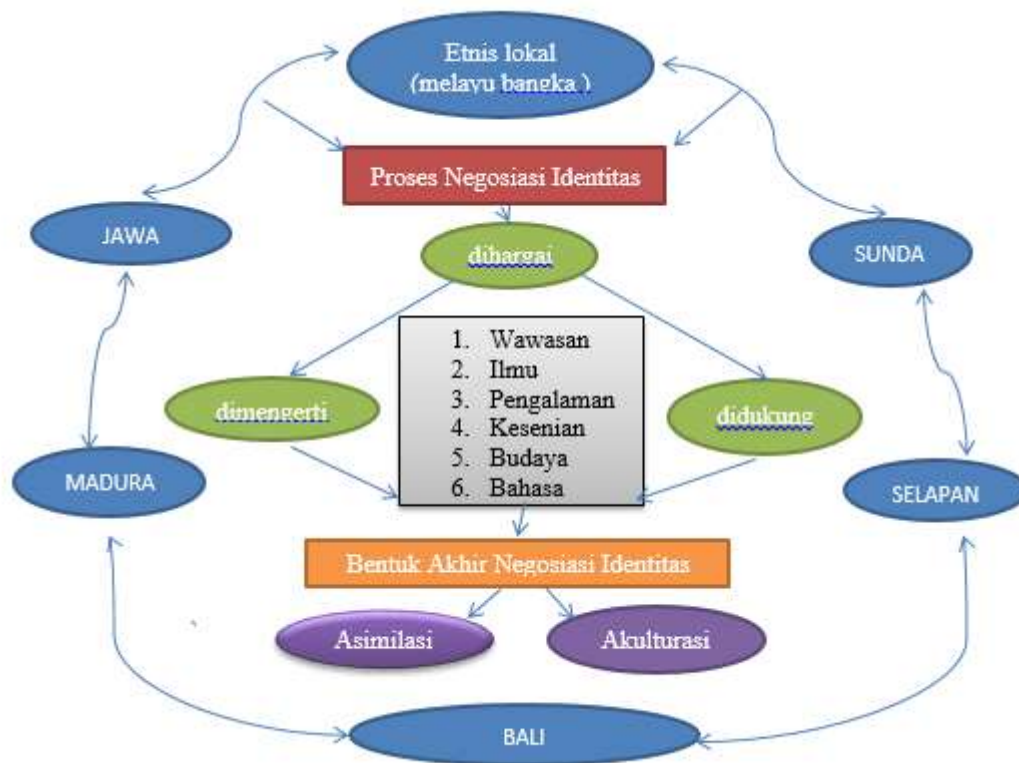 Etnis lokal
(melayu bangka )
Proses Negosiasi Identitas
JAWA
dihargai
SUNDA
1. Wawasan
2. Ilmu
3. Pengalaman
4. Kesenian
5. Budaya
6. Bahasa
dimengerti
didukung
MADURA
SELAPAN
Bentuk Akhir Negosiasi Identitas
Asimilasi
Akulturasi
BALI